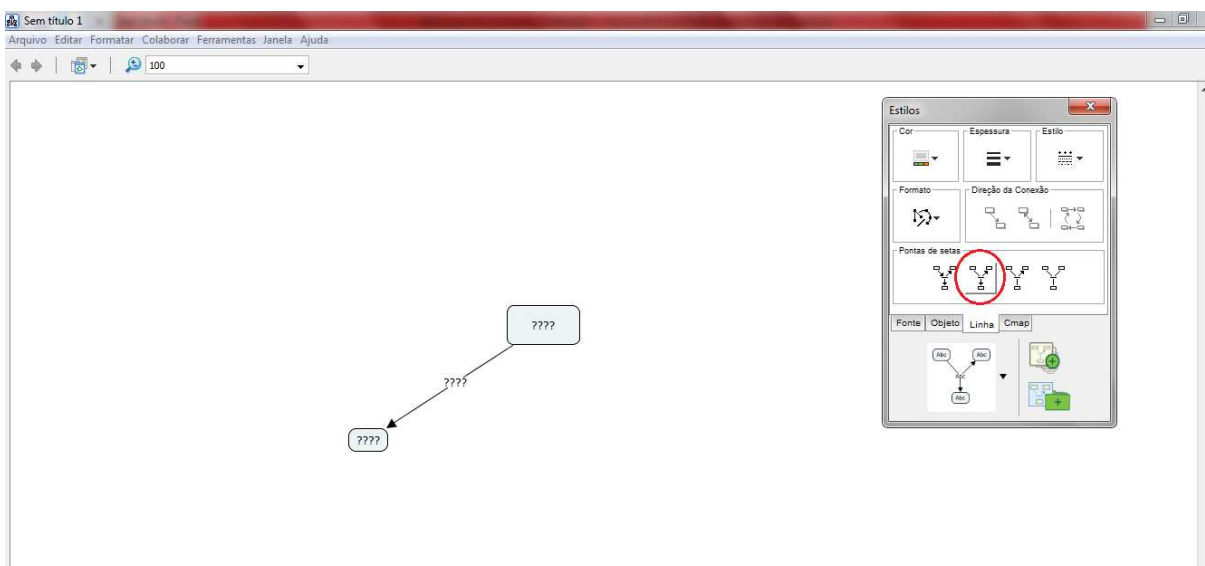 Sem título 1
Arquivo Editar Formatar Colaborar Ferramentas Janela Ajuda
100
Estilos
Cor Espessura Estilo
Formato Direção da Conexão
Pontas de setas
????
????
????
Fonte Objeto Linha Cmap
Abc Abc
Abc
Abc